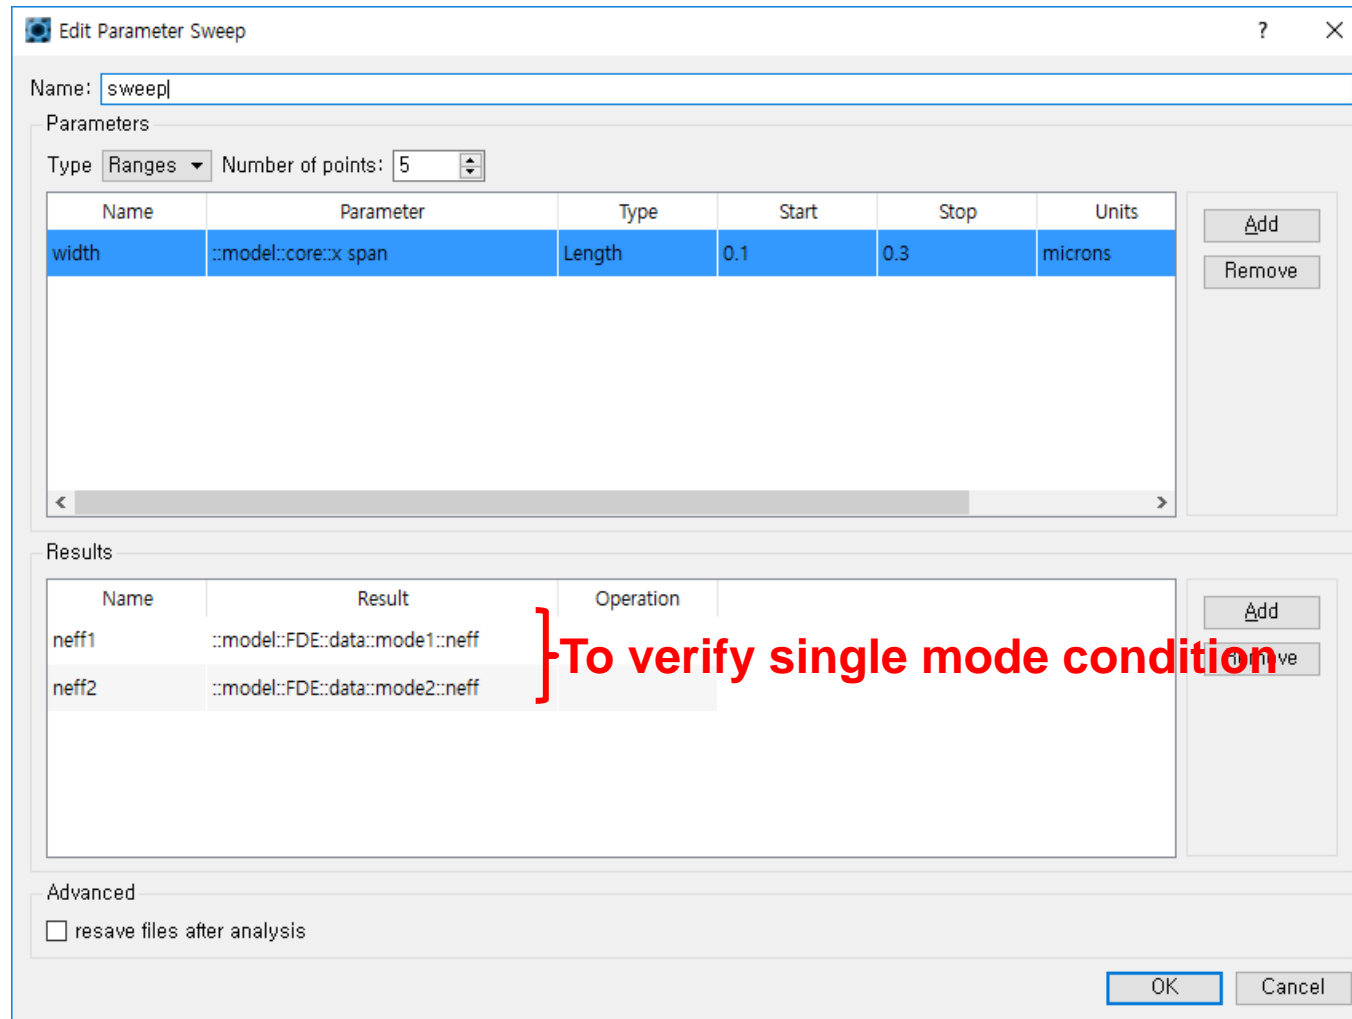 Edit Parameter Sweep
?
Name: sweep
Parameters
Type Ranges Number of points: 5
Name Parameter Type Start Stop Units
width ::model::core::x span Length 0.1 0.3 microns
Add
Remove
Results
Name Result Operation
neff1 ::model::FDE::data::mode1::neff
neff2 ::model::FDE::data::mode2::neff
To verify single mode condition
Add
Remove
Advanced
resave files after analysis
OK Cancel